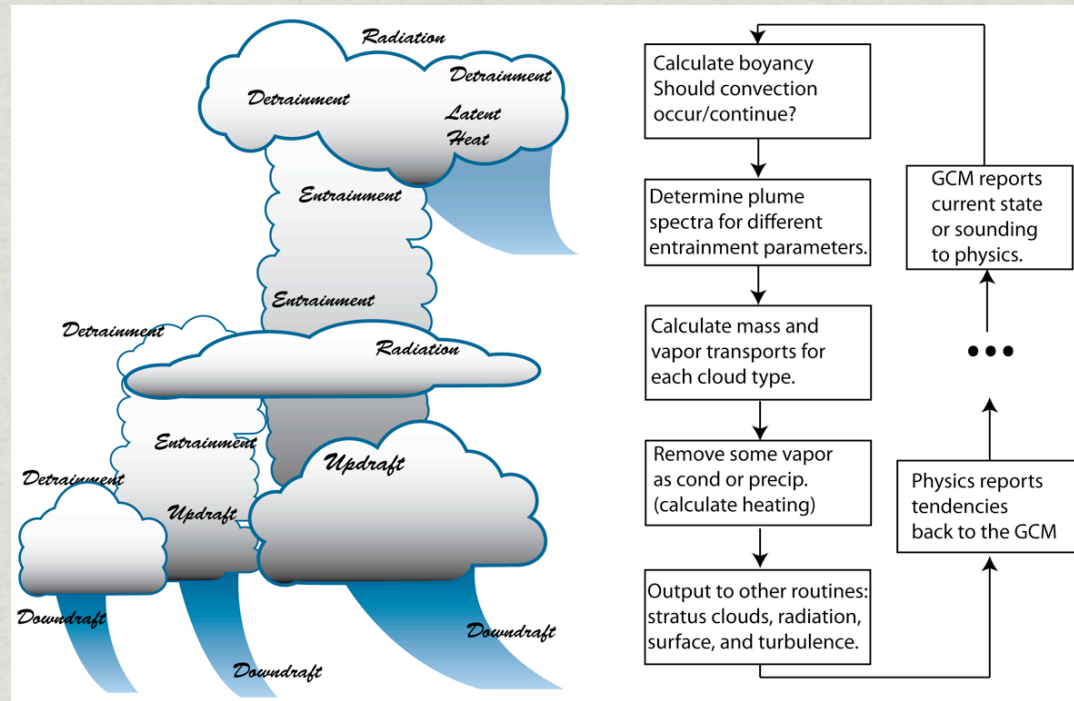 Radiation
Detrainment
Detrainment
Latent
Heat
Entrainment
Entrainment
Detrainment
Radiation
Entrainment
Updraft
Detrainment
Updraft
Downdraft
Downdraft
Downdraft
Calculate boyancy
Should convection
occur/continue?
Determine plume
spectra for different
entrainment parameters.
Calculate mass and
vapor transports for
each cloud type.
Remove some vapor
as cond or precip.
(calculate heating)
Output to other routines:
stratus clouds, radiation,
surface, and turbulence.
GCM reports
current state
or sounding
to physics.
•••
Physics reports
tendencies
back to the GCM